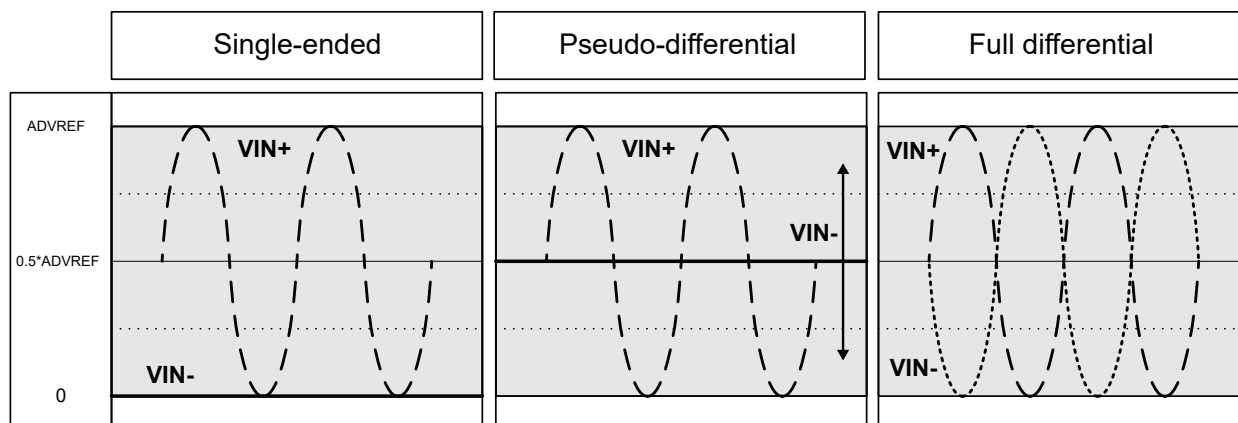 Single-ended
Pseudo-differential
Full differential
ADVREF
0.5*ADVREF
0
VIN+
VIN-
VIN+
VIN-
VIN+
VIN-